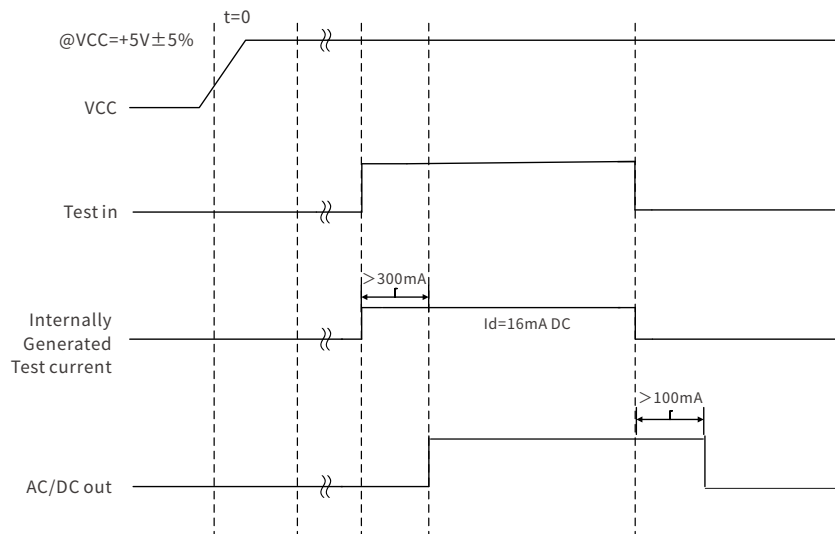 t=0
@VCC=+5V±5%
VCC
Test in
>300mA
r
Internally
Generated
Test current
Id=16mA DC
>100mA
r
AC/DC out